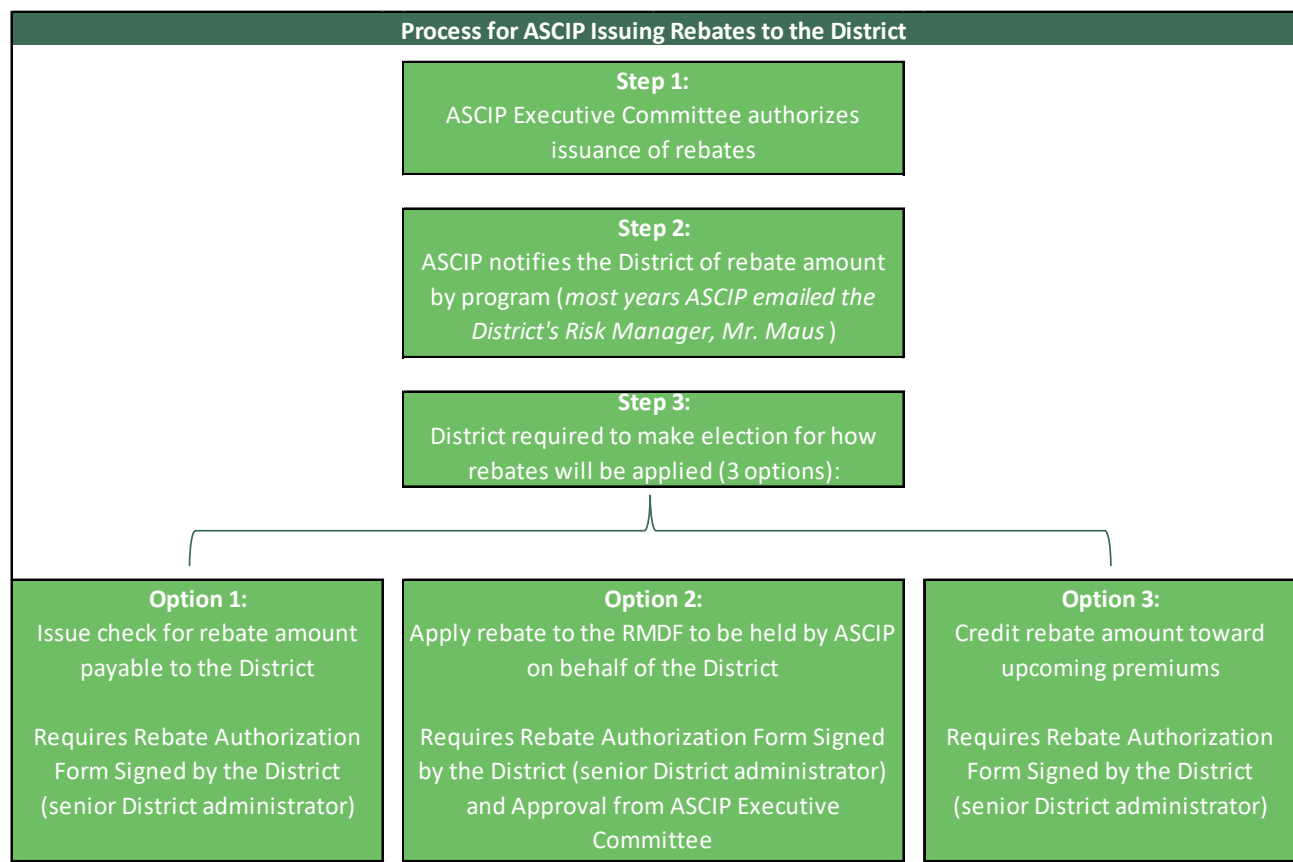 Process for ASCIP Issuing Rebates to the District
Step 1:
ASCIP Executive Committee authorizes
issuance of rebates
Step 2:
ASCIP notifies the District of rebate amount
by program (most years ASCIP emailed the
District's Risk Manager, Mr. Maus )
Step 3:
District required to make election for how
rebates will be applied (3 options):
Option 1:
Issue check for rebate amount
payable to the District
Requires Rebate Authorization
Form Signed by the District
(senior District administrator)
Option 2:
Apply rebate to the RMDF to be held by ASCIP
on behalf of the District
Requires Rebate Authorization Form Signed
by the District (senior District administrator)
and Approval from ASCIP Executive
Committee
Option 3:
Credit rebate amount toward
upcoming premiums
Requires Rebate Authorization
Form Signed by the District
(senior District administrator)